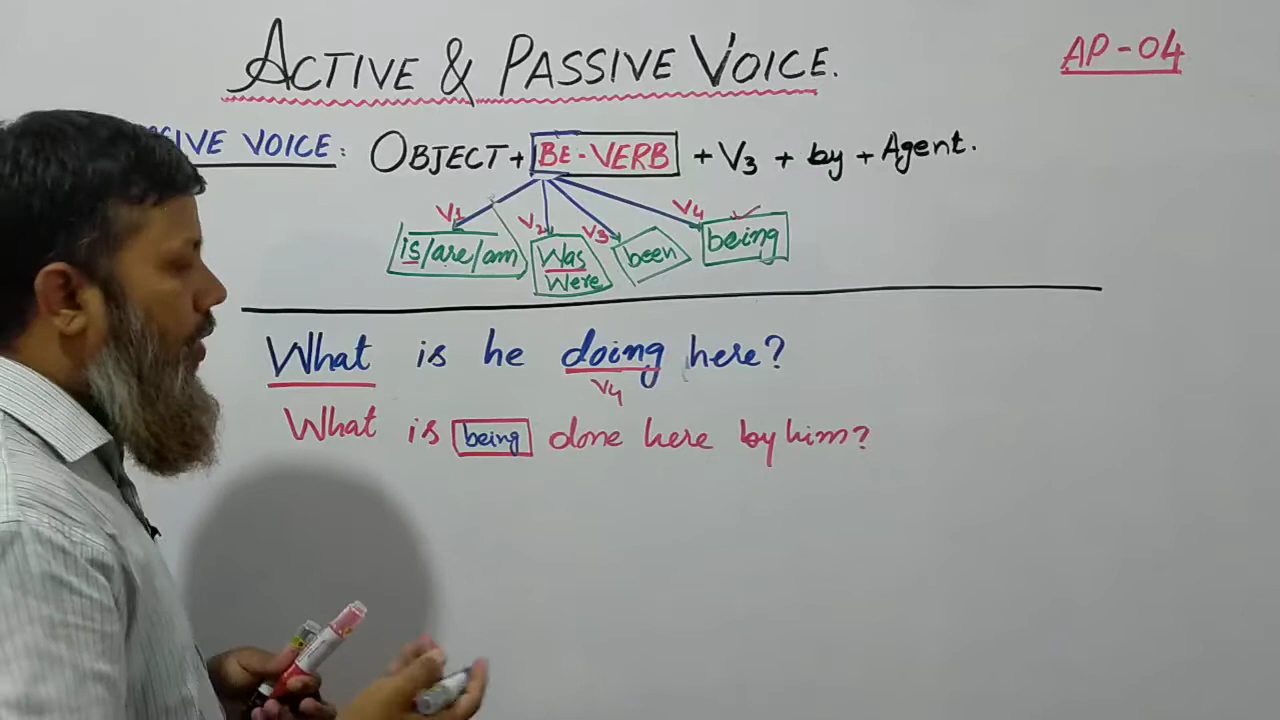 ACTIVE & PASSIVE VOICE.
AP-04
SIVE VOICE: OBJECT + BE-VERB + V3 + by + Agent.
V1 V2 V3 V4
is/are/am Was Were been being
What is he doing here?
V4
What is being done here by him?